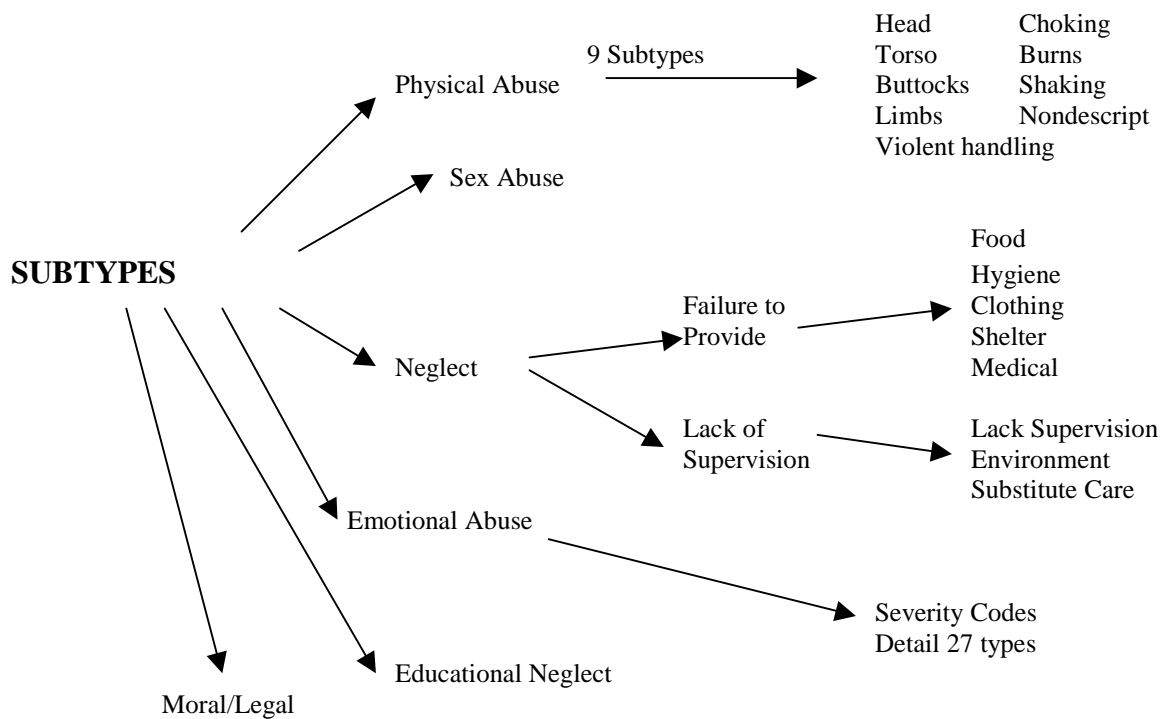 Head Choking
9 Subtypes Torso Burns
Physical Abuse Buttocks Shaking
Limbs Nondescript
Violent handling
Sex Abuse
Food
SUBTYPES Hygiene
Failure to Clothing
Provide Shelter
Neglect Medical
Lack of Lack Supervision
Supervision Environment
Substitute Care
Emotional Abuse
Severity Codes
Detail 27 types
Educational Neglect
Moral/Legal